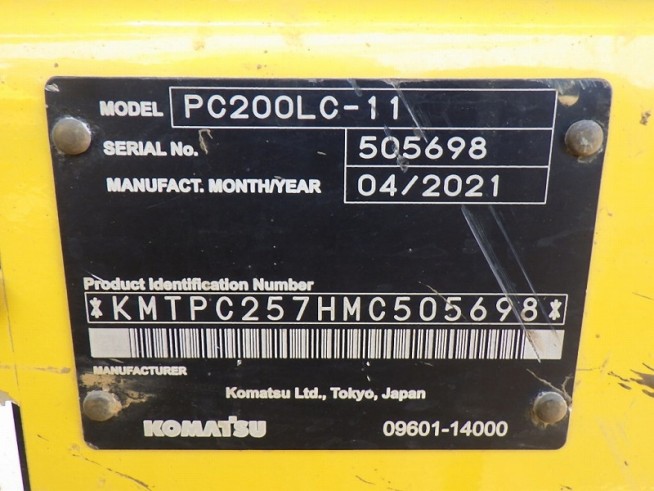 MODEL PC200LC-11
SERIAL No. 505698
MANUFACT. MONTH/YEAR 04/2021
Product Identification Number
*KMTPC257HMC505698*
MANUFACTURER
Komatsu Ltd., Tokyo, Japan
KOMATSU 09601-14000